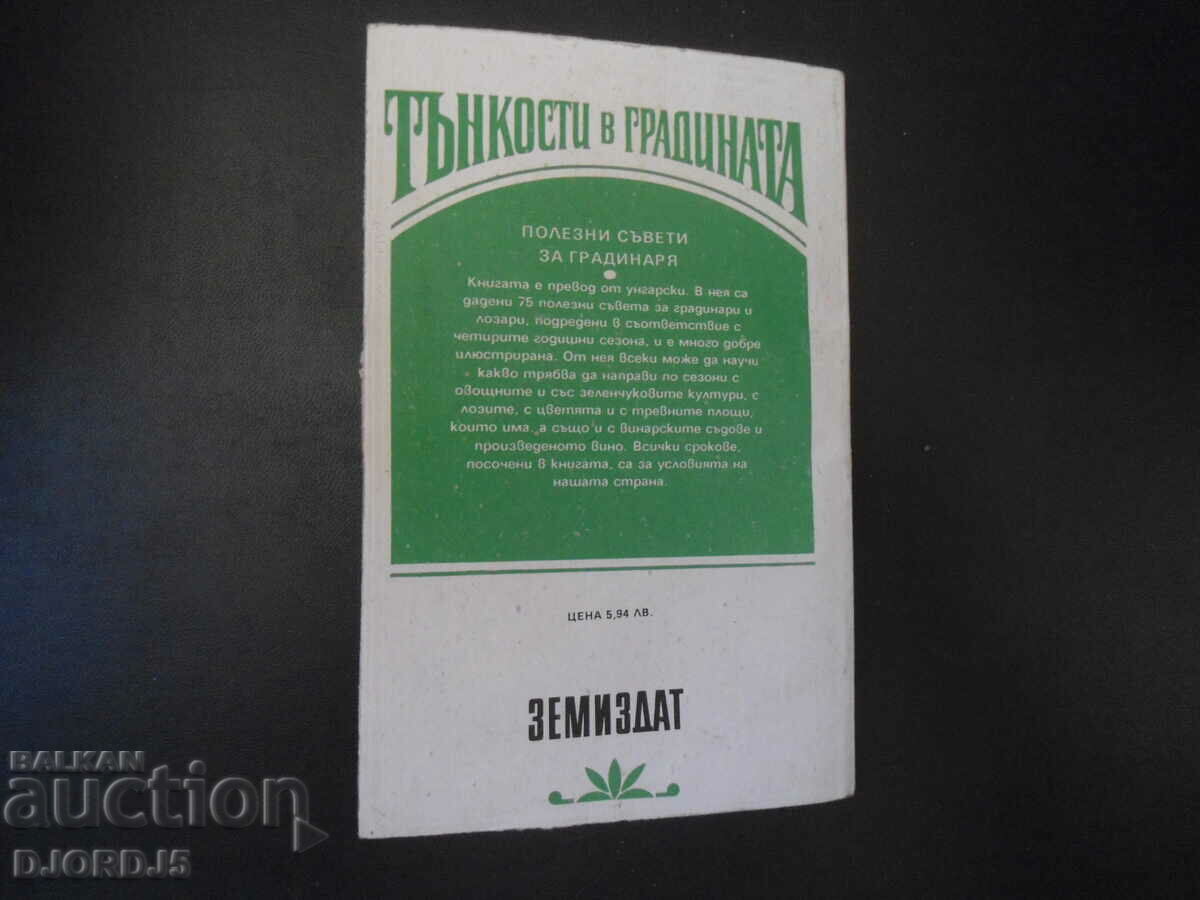 ТЪНКОСТИ В ГРАДИНАТА
ПОЛЕЗНИ СЪВЕТИ
ЗА ГРАДИНАРЯ
Книгата е превод от унгарски. В нея са
дадени 75 полезни съвета за градинари и
лозари, подредени в съответствие с
четирите годишни сезона, и е много добре
илюстрирана. От нея всеки може да научи
какво трябва да направи по сезони с
овощните и със зеленчуковите култури, с
лозите, с цветята и с тревните площи,
които има, а също и с винарските съдове и
произведеното вино. Всички срокове,
посочени в книгата, са за условията на
нашата страна.
ЦЕНА 5,94 ЛВ.
ЗЕМИЗДАТ
BALKAN
auction
DJORDJ5